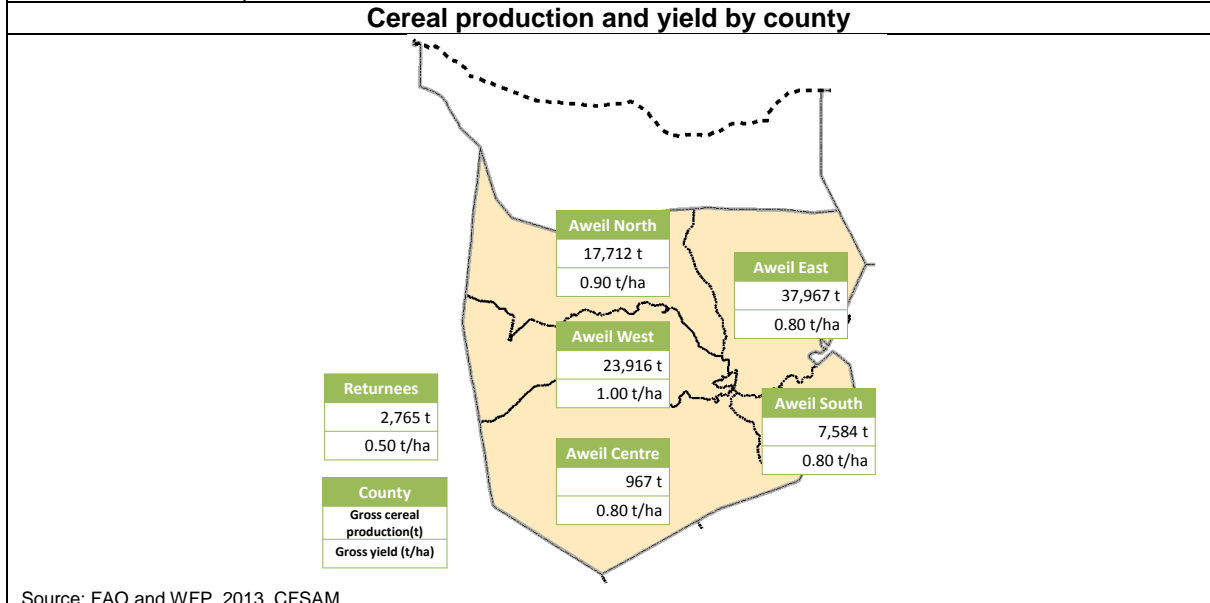 Cereal production and yield by county
Aweil North
17,712 t
0.90 t/ha
Aweil East
37,967 t
0.80 t/ha
Aweil West
23,916 t
1.00 t/ha
Returnees
2,765 t
0.50 t/ha
Aweil South
7,584 t
0.80 t/ha
Aweil Centre
967 t
0.80 t/ha
County
Gross cereal
production(t)
Gross yield (t/ha)
Source: FAO and WFP, 2013, CFSAM